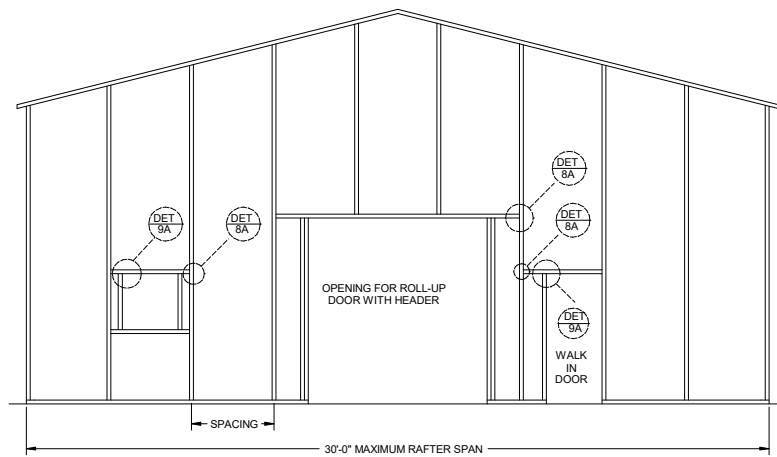 DET
8A
DET
9A
DET
8A
DET
8A
OPENING FOR ROLL-UP
DOOR WITH HEADER
DET
9A
WALK
IN
DOOR
SPACING
30'-0" MAXIMUM RAFTER SPAN